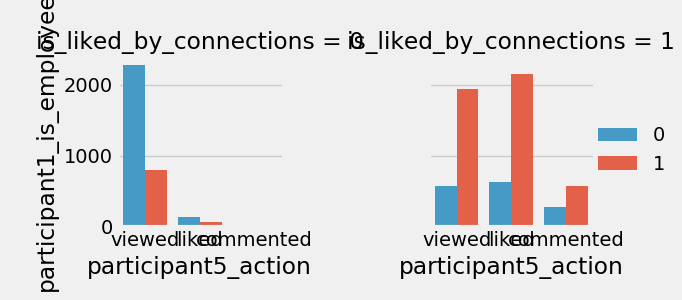 is_liked_by_connections = 0
is_liked_by_connections = 1
participant1_is_employee
2000
1000
0
viewed
liked
commented
participant5_action
viewed
liked
commented
participant5_action
0
1